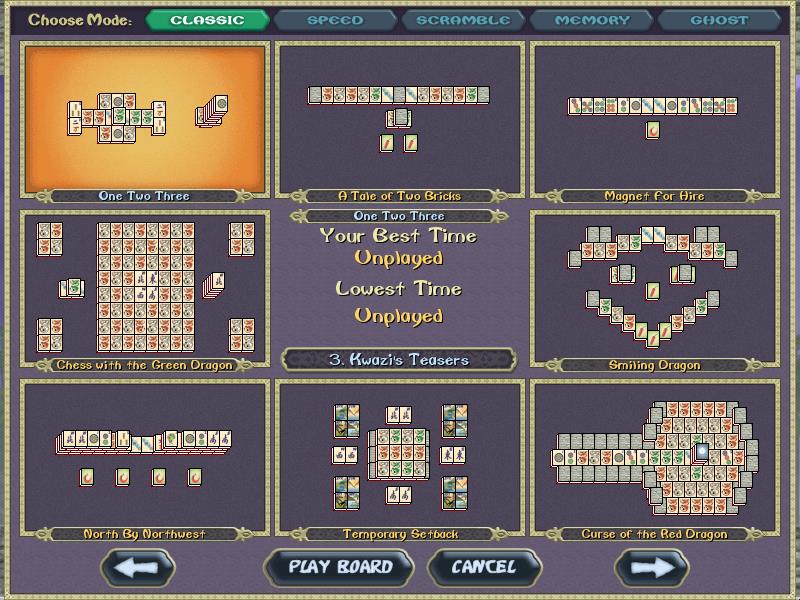 Choose Mode: CLASSIC SPEED SCRAMBLE MEMORY GHOST
One Two Three
A Tale of Two Bricks
Magnet For Hire
One Two Three
Your Best Time
Unplayed
Lowest Time
Unplayed
3. Kwazi's Teasers
Chess with the Green Dragon
Smiling Dragon
North By Northwest
Temporary Setback
Curse of the Red Dragon
PLAY BOARD
CANCEL